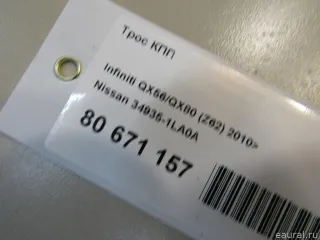 Трос КПП
Infiniti QX56/QX80 (Z62) 2010>
Nissan 34935-1LA0A
80 671 157
eaural.ru